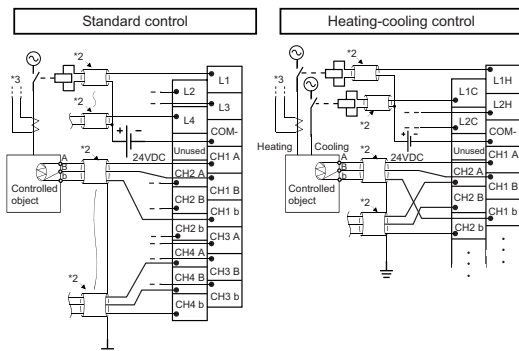 Standard control
Heating-cooling control
*2
*3
*2
L1
L2
L3
L4
COM-
Unused
24VDC
*2
A
B
b
CH1 A
CH2 A
CH1 B
CH2 B
CH1 b
CH2 b
CH3 A
CH4 A
CH3 B
CH4 B
CH3 b
CH4 b
Controlled
object
*2
*2
*3
*2
L1H
L1C
L2H
L2C
COM-
Heating
Cooling
Unused
24VDC
*2
A
B
b
CH1 A
CH2 A
CH1 B
CH2 B
CH1 b
CH2 b
Controlled
object
*2